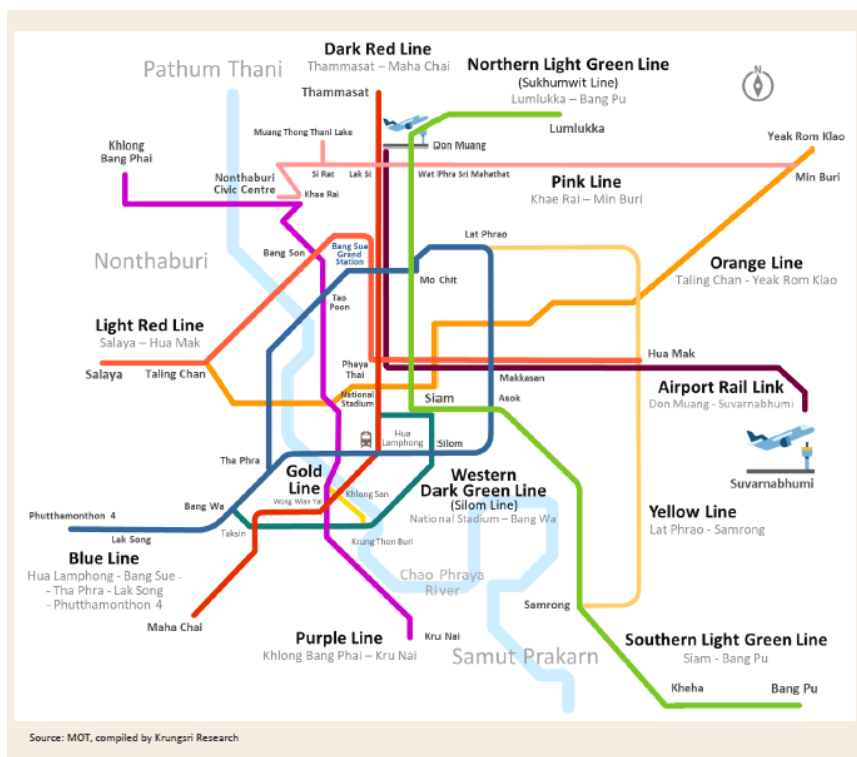 Dark Red Line
Thammasat – Maha Chai
Thammasat
Pathum Thani
Northern Light Green Line
(Sukhumwit Line)
Lumlukka – Bang Pu
N
Lumlukka
Muang Thong Thani Lake
Don Muang
Yeak Rom Klao
Khlong
Bang Phai
Nonthaburi
Civic Centre
Si Rat
Lak Si
Wat Phra Sri Mahathat
Min Buri
Khae Rai
Pink Line
Khae Rai – Min Buri
Lat Phrao
Bang Son
Bang Sue
Grand
Station
Nonthaburi
Mo Chit
Orange Line
Taling Chan - Yeak Rom Klao
Tao
Poon
Light Red Line
Salaya – Hua Mak
Hua Mak
Salaya
Taling Chan
Phaya
Thai
Makkasan
Airport Rail Link
Don Muang - Suvarnabhumi
National
Stadium
Siam
Asok
Hua
Lamphong
Silom
Tha Phra
Gold
Line
Wong Wian Yai
Khlong San
Western
Dark Green Line
(Silom Line)
National Stadium – Bang Wa
Suvarnabhumi
Bang Wa
Phutthamonthon 4
Lak Song
Taksin
Krung Thon Buri
Yellow Line
Lat Phrao - Samrong
Blue Line
Hua Lamphong - Bang Sue -
- Tha Phra - Lak Song
- Phutthamonthon 4
Chao Phraya
River
Samrong
Maha Chai
Purple Line
Khlong Bang Phai – Kru Nai
Kru Nai
Samut Prakarn
Southern Light Green Line
Siam - Bang Pu
Kheha
Bang Pu
Source: MOT, compiled by Krungsri Research